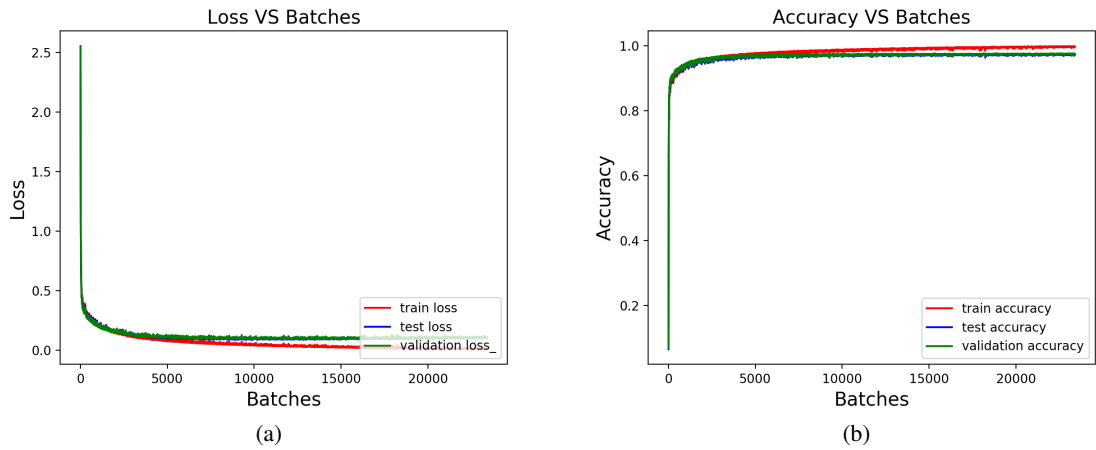 Loss VS Batches
2.5
2.0
1.5
1.0
0.5
0.0
Loss
train loss
test loss
validation loss_
0 5000 10000 15000 20000
Batches
(a)
Accuracy VS Batches
1.0
0.8
0.6
0.4
0.2
Accuracy
train accuracy
test accuracy
validation accuracy
0 5000 10000 15000 20000
Batches
(b)